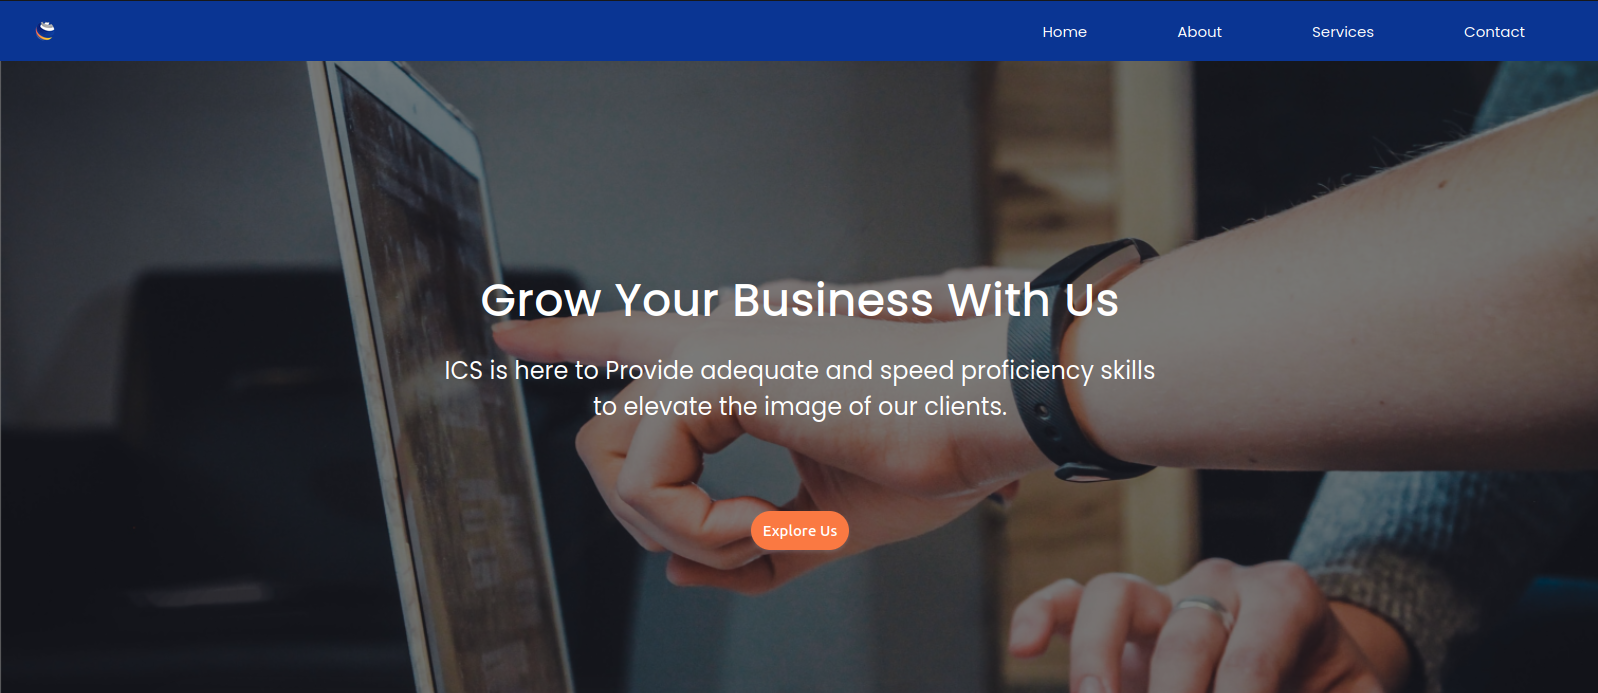 Home About Services Contact
Grow Your Business With Us
ICS is here to Provide adequate and speed proficiency skills
to elevate the image of our clients.
Explore Us